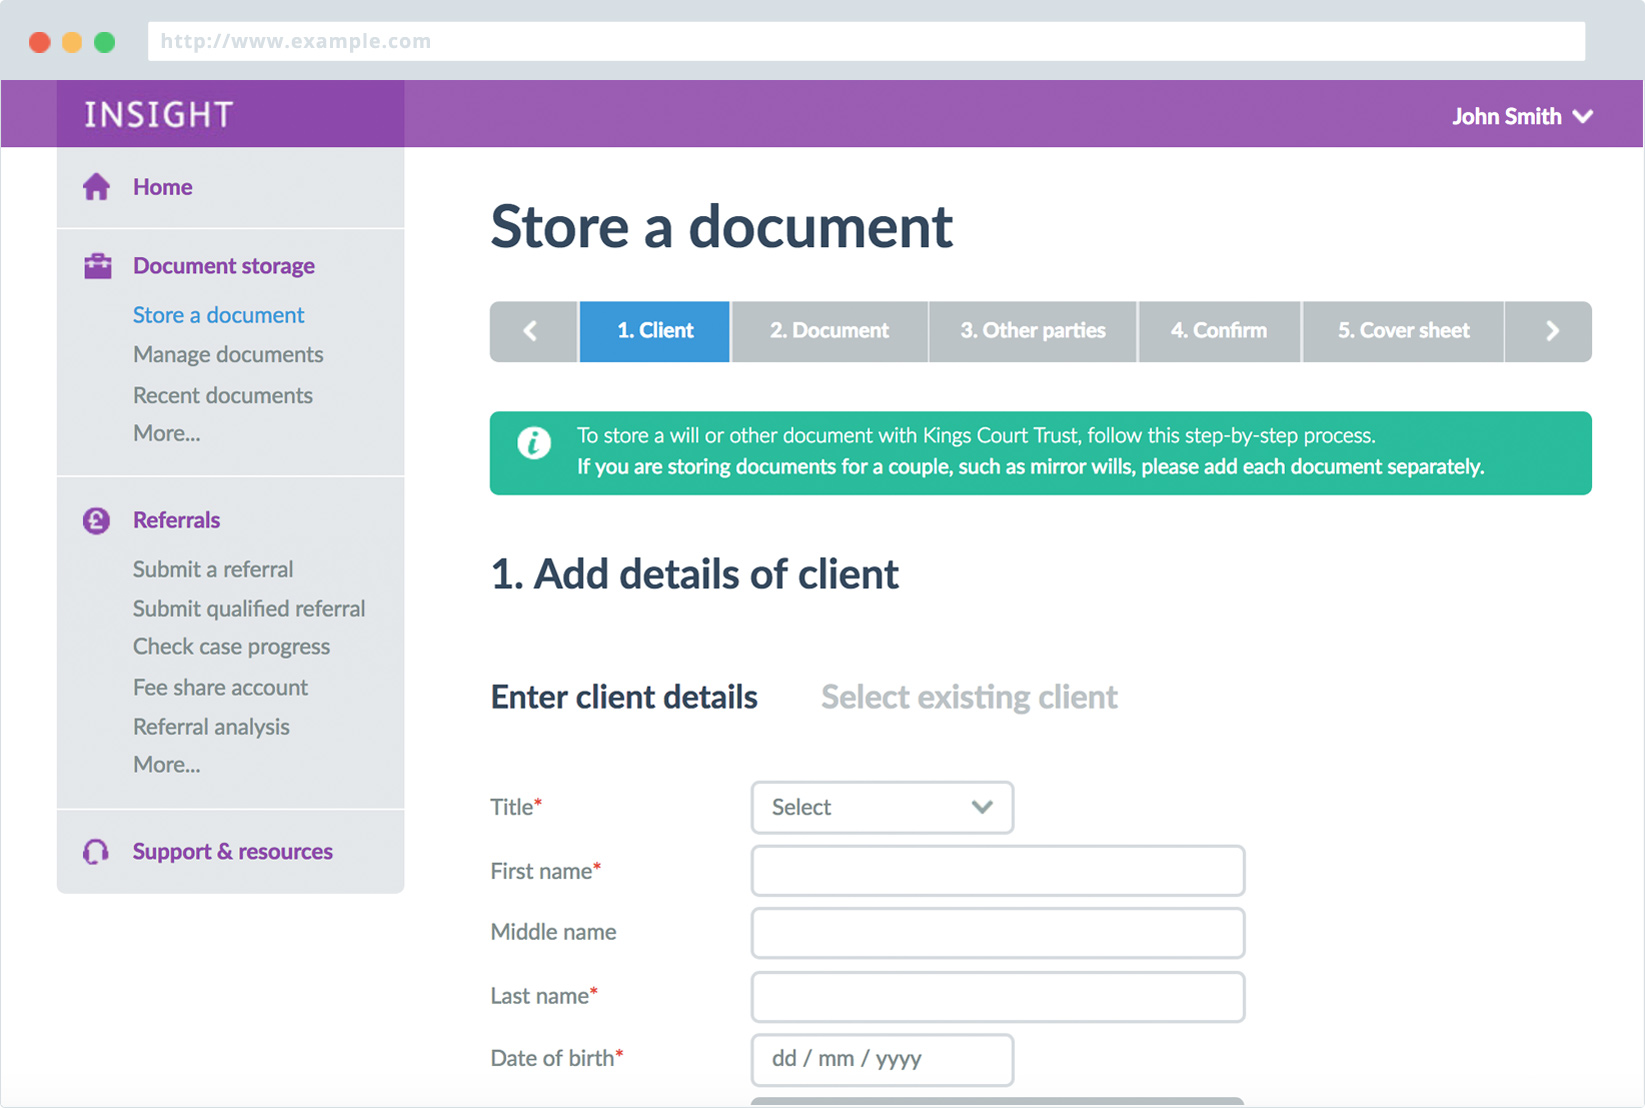 http://www.example.com
INSIGHT
John Smith
Home
Document storage
Store a document
Manage documents
Recent documents
More...
Referrals
Submit a referral
Submit qualified referral
Check case progress
Fee share account
Referral analysis
More...
Support & resources
Store a document
1. Client
2. Document
3. Other parties
4. Confirm
5. Cover sheet
To store a will or other document with Kings Court Trust, follow this step-by-step process.
If you are storing documents for a couple, such as mirror wills, please add each document separately.
1. Add details of client
Enter client details
Select existing client
Title*
Select
First name*
Middle name
Last name*
Date of birth*
dd / mm / yyyy